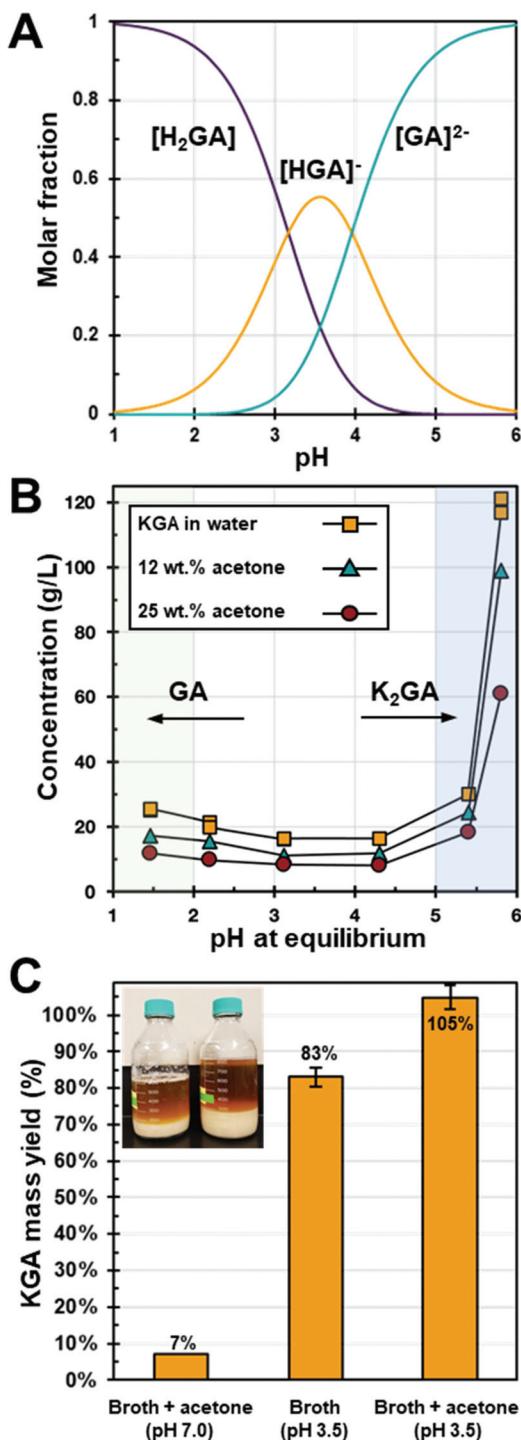 A
1
0.8
0.6
0.4
0.2
0
Molar fraction
[H₂GA]
[HGA]⁻
[GA]²⁻
1 2 3 4 5 6
pH
B
120
100
80
60
40
20
0
Concentration (g/L)
KGA in water
12 wt.% acetone
25 wt.% acetone
GA
K₂GA
1 2 3 4 5 6
pH at equilibrium
C
100%
90%
80%
70%
60%
50%
40%
30%
20%
10%
0%
KGA mass yield (%)
7%
83%
105%
Broth + acetone
(pH 7.0)
Broth
(pH 3.5)
Broth + acetone
(pH 3.5)